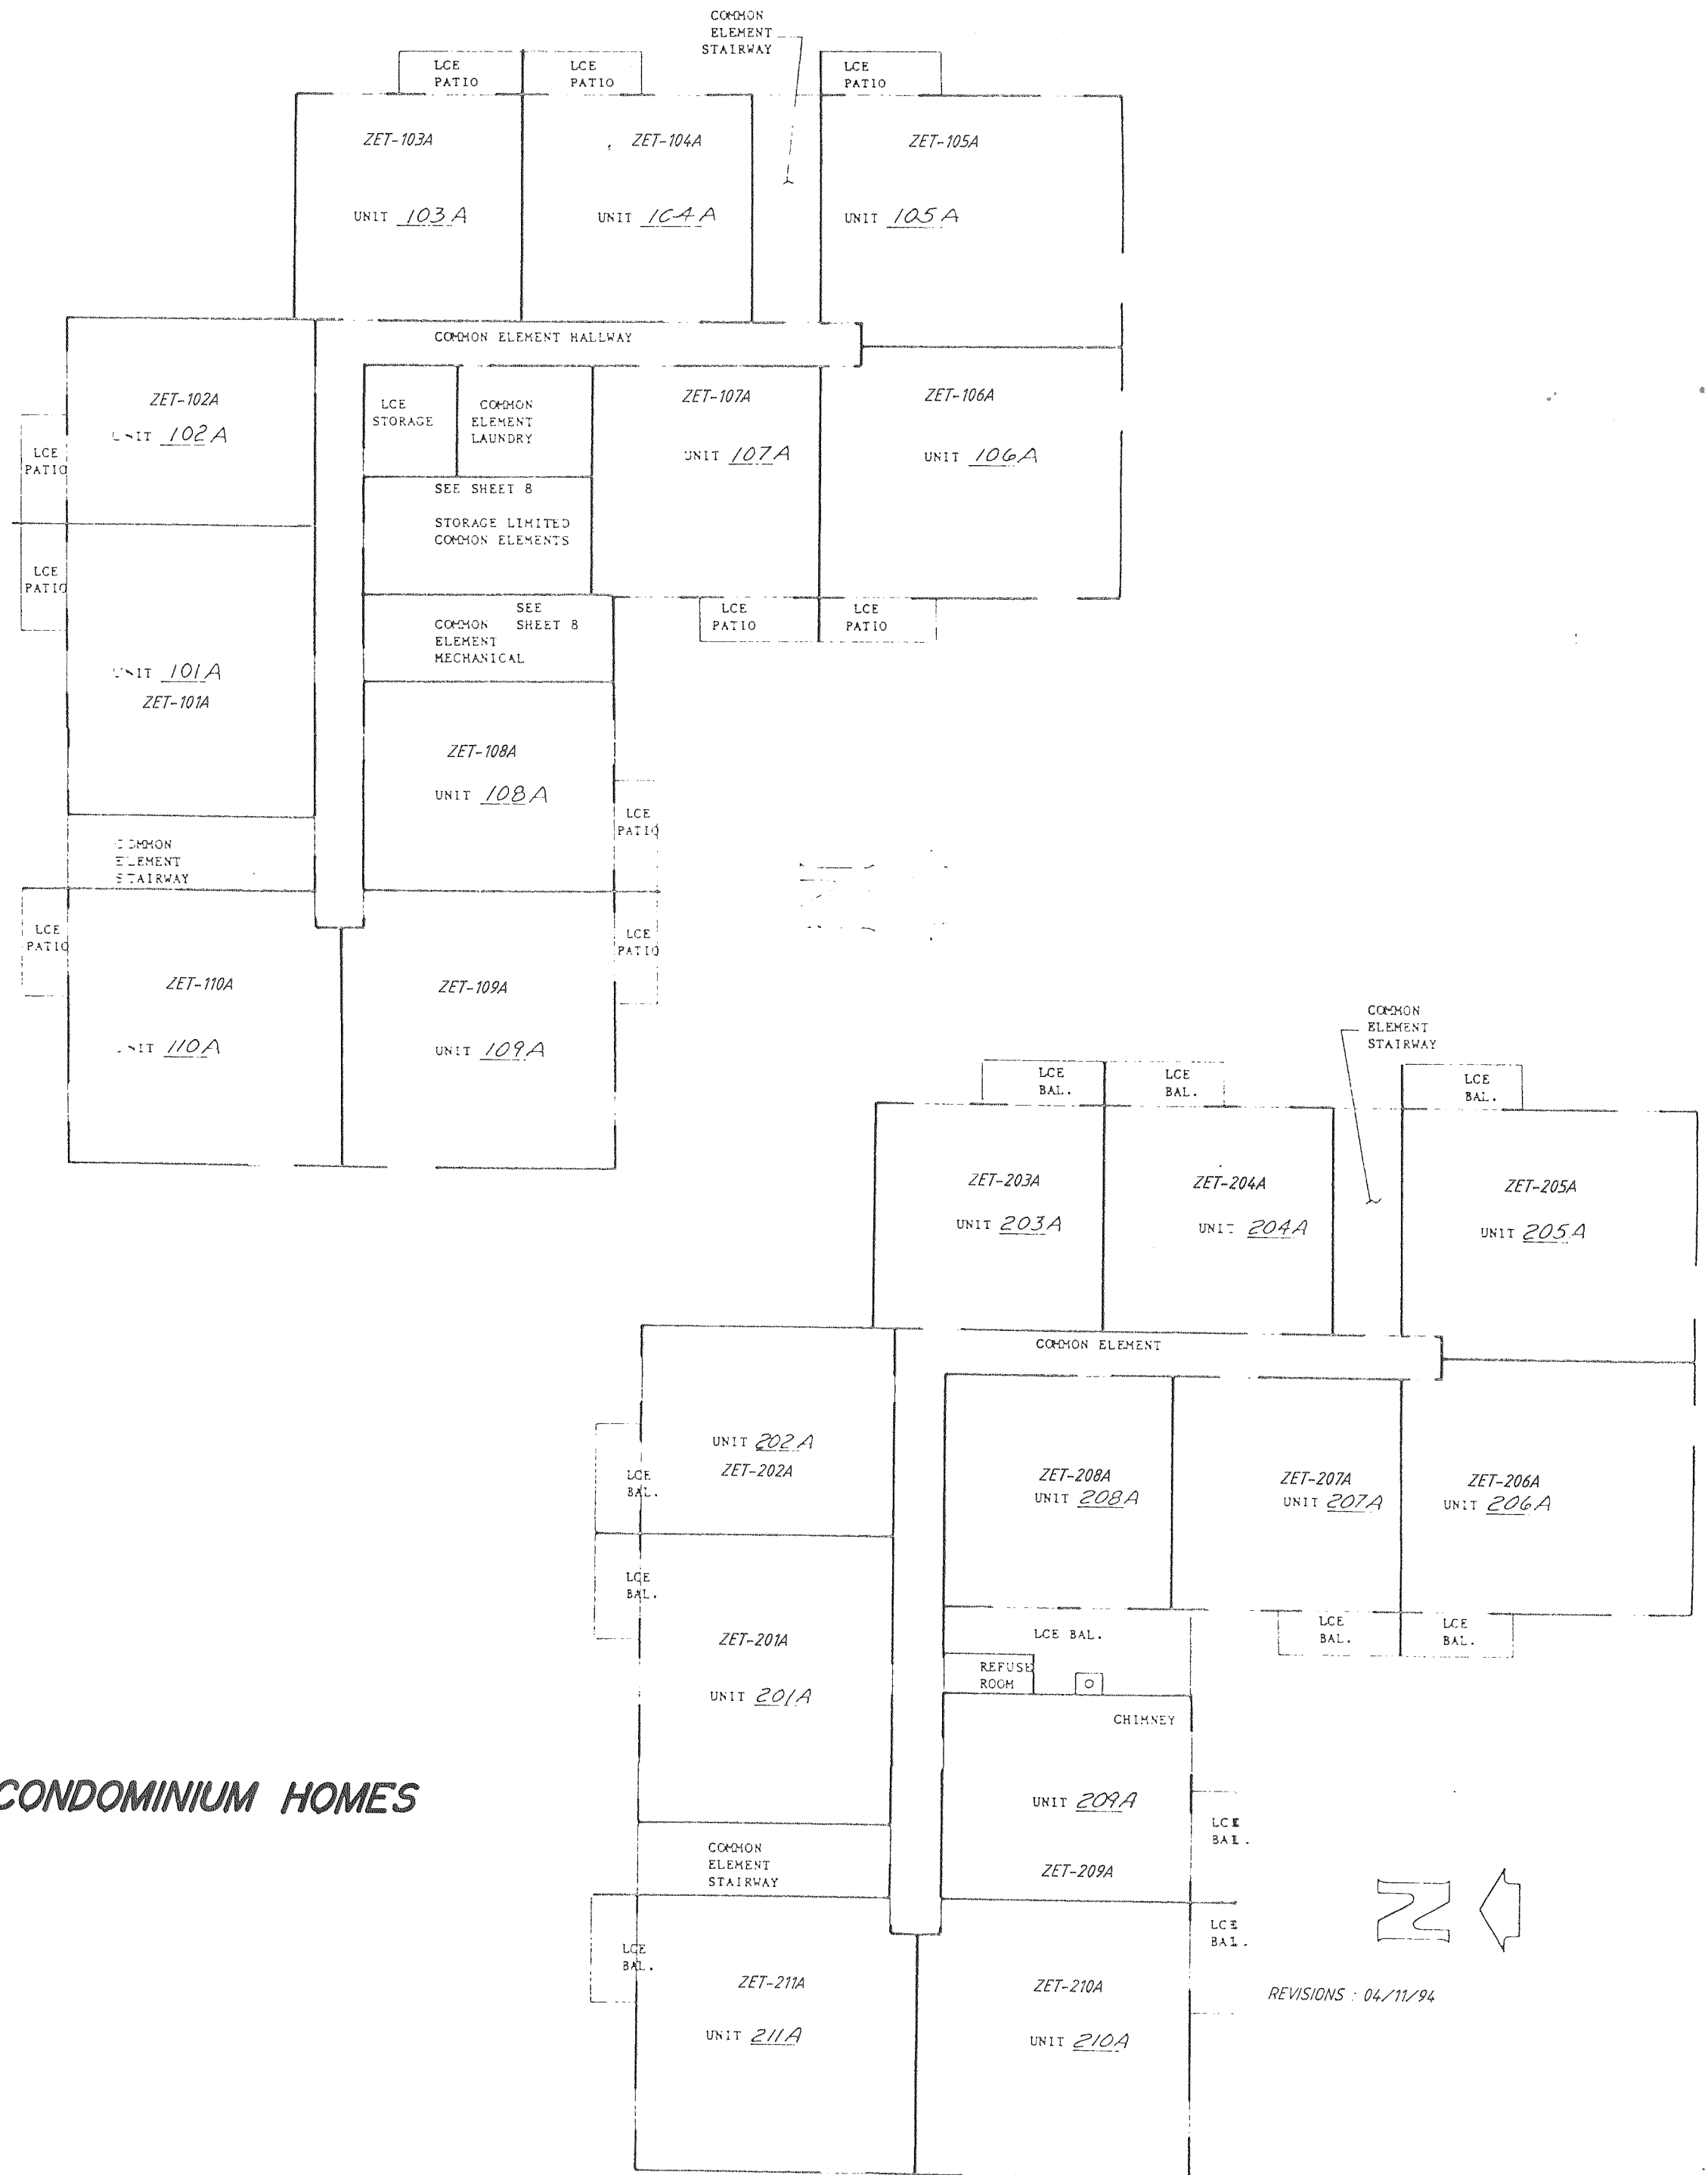 COMMON
ELEMENT
STAIRWAY
LCE
PATIO
LCE
PATIO
LCE
PATIO
ZET-103A
ZET-104A
ZET-105A
UNIT 103A
UNIT 104A
UNIT 105A
COMMON ELEMENT HALLWAY
ZET-102A
UNIT 102A
LCE
STORAGE
COMMON
ELEMENT
LAUNDRY
ZET-107A
UNIT 107A
ZET-106A
UNIT 106A
LCE
PATIO
SEE SHEET 8
STORAGE LIMITED
COMMON ELEMENTS
LCE
PATIO
SEE
SHEET 8
COMMON
ELEMENT
MECHANICAL
LCE
PATIO
LCE
PATIO
UNIT 101A
ZET-101A
ZET-108A
UNIT 108A
LCE
PATIO
COMMON
ELEMENT
STAIRWAY
LCE
PATIO
LCE
PATIO
ZET-110A
UNIT 110A
ZET-109A
UNIT 109A
COMMON
ELEMENT
STAIRWAY
LCE
BAL.
LCE
BAL.
LCE
BAL.
ZET-203A
UNIT 203A
ZET-204A
UNIT 204A
ZET-205A
UNIT 205A
COMMON ELEMENT
UNIT 202A
ZET-202A
LCE
BAL.
ZET-208A
UNIT 208A
ZET-207A
UNIT 207A
ZET-206A
UNIT 206A
LCE
BAL.
ZET-201A
UNIT 201A
LCE BAL.
LCE
BAL.
LCE
BAL.
REFUSE
ROOM
CHIMNEY
CONDOMINIUM HOMES
UNIT 209A
ZET-209A
LCE
BAL.
COMMON
ELEMENT
STAIRWAY
LCE
BAL.
LCE
BAL.
N
ZET-211A
UNIT 211A
ZET-210A
UNIT 210A
REVISIONS : 04/11/94